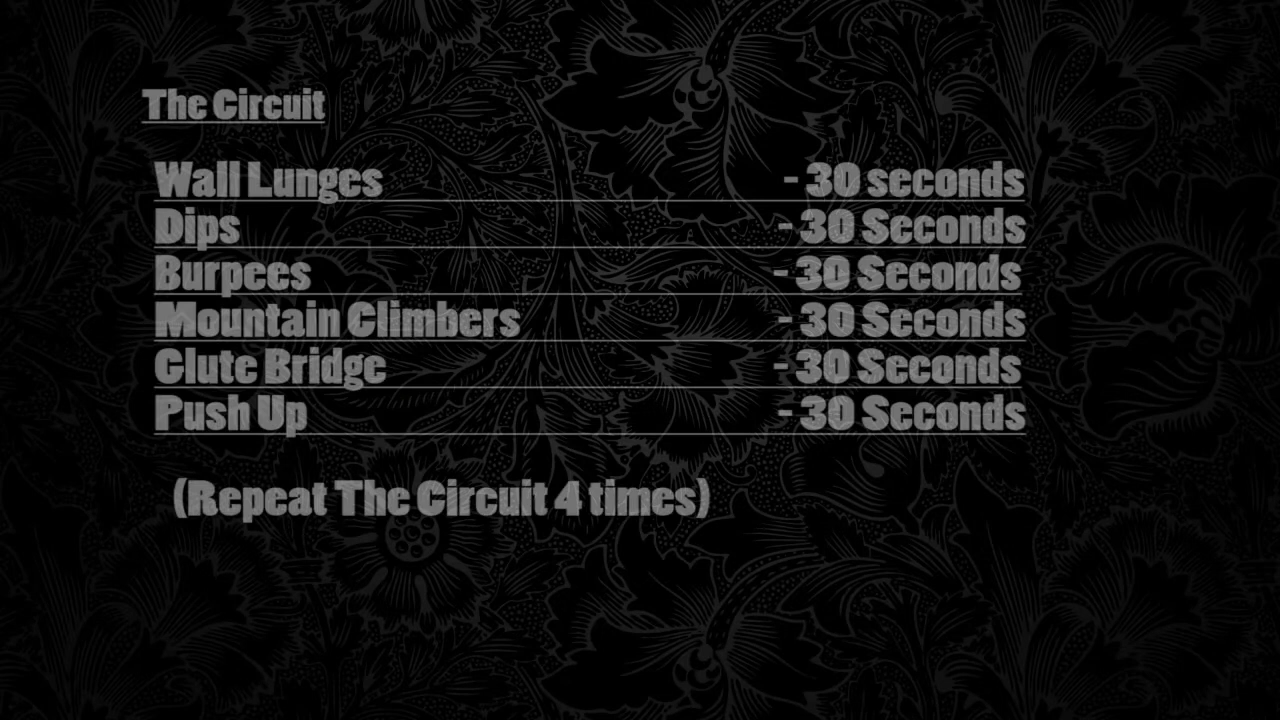 The Circuit
Wall Lunges - 30 seconds
Dips - 30 Seconds
Burpees - 30 Seconds
Mountain Climbers - 30 Seconds
Glute Bridge - 30 Seconds
Push Up - 30 Seconds
(Repeat The Circuit 4 times)